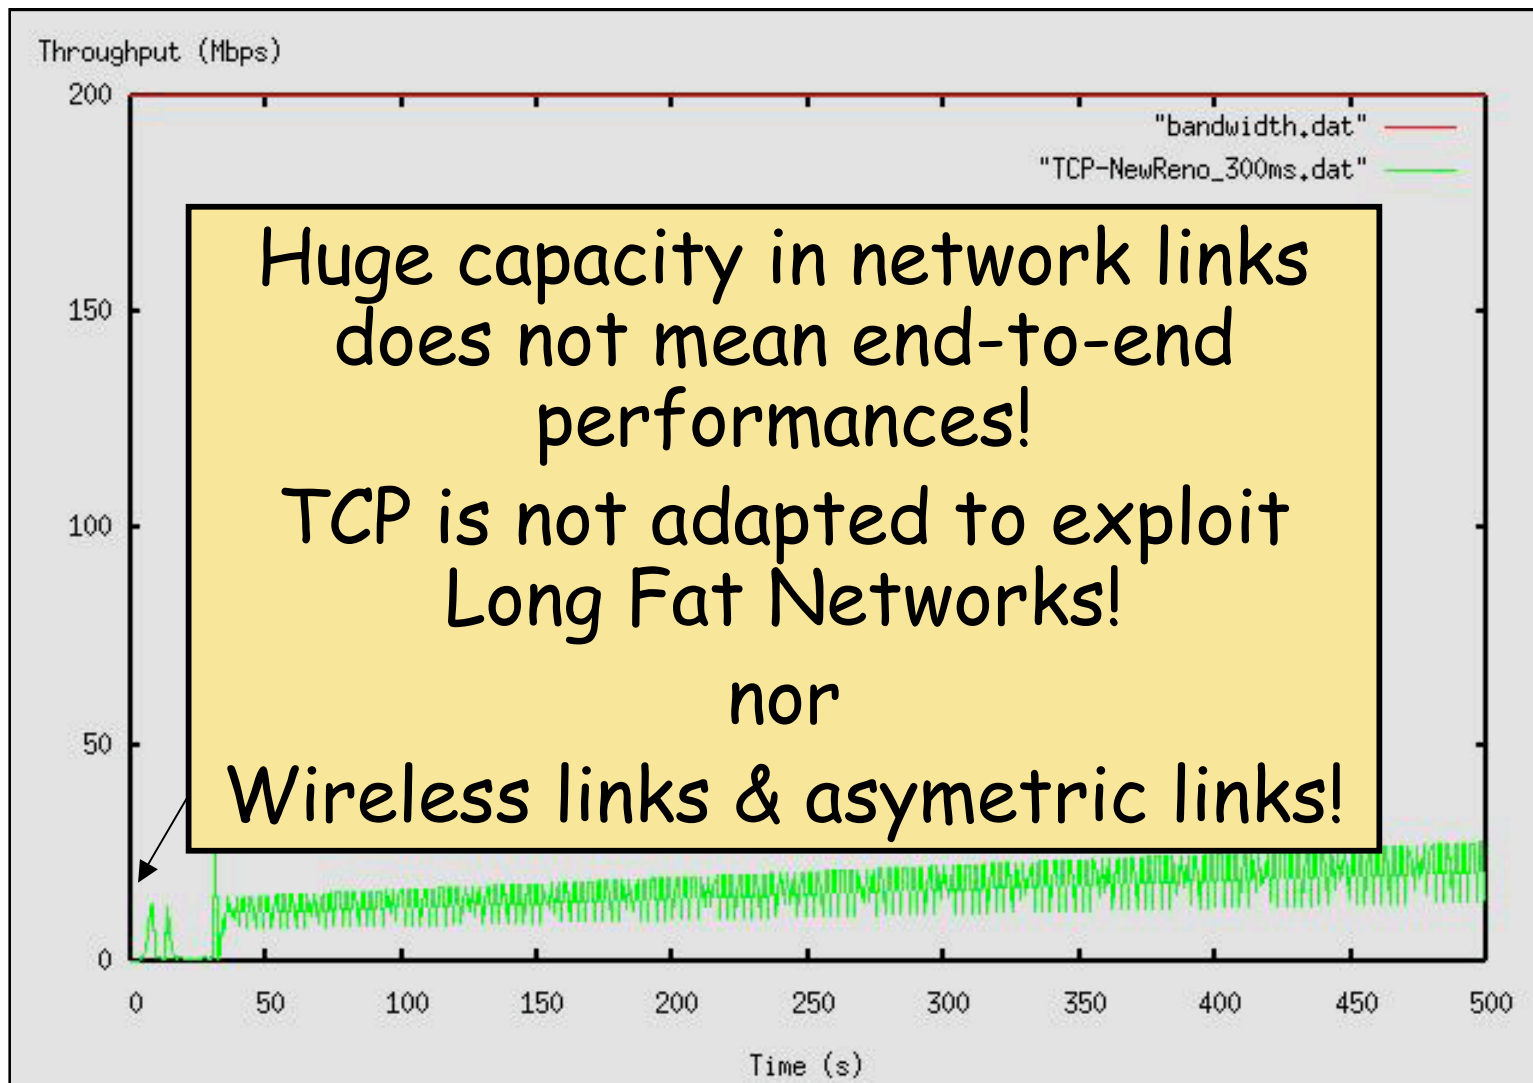 Throughput (Mbps)
200
"bandwidth.dat"
"TCP-NewReno_300ms.dat"
Huge capacity in network links
does not mean end-to-end
performances!
150
TCP is not adapted to exploit
Long Fat Networks!
100
nor
Wireless links & asymetric links!
50
0
0 50 100 150 200 250 300 350 400 450 500
Time (s)